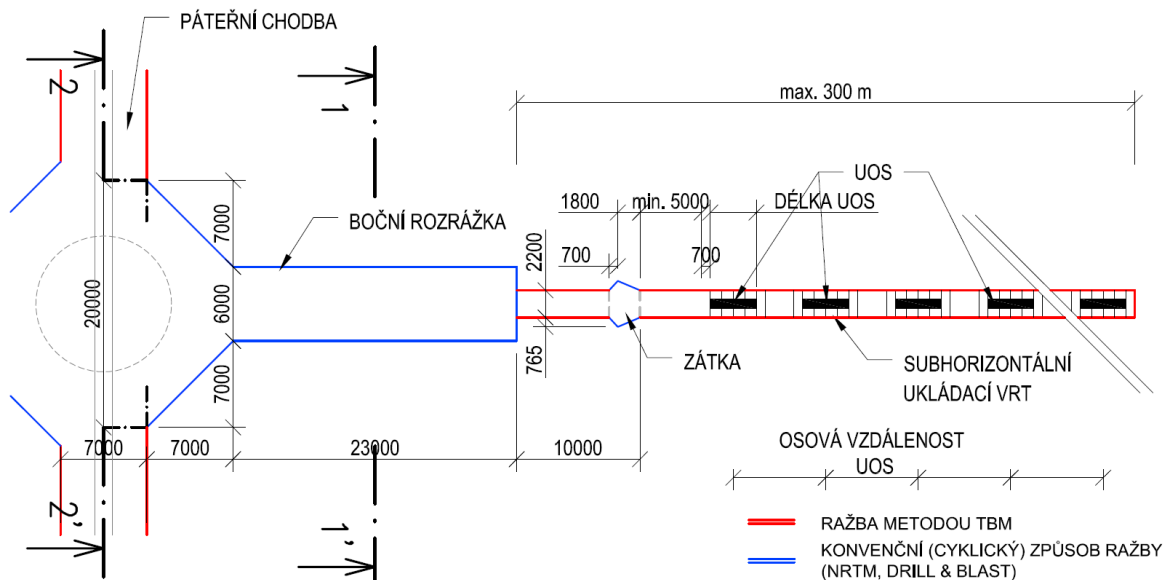 PÁTEŘNÍ CHODBA
2
1
max. 300 m
UOS
1800
min. 5000
DÉLKA UOS
BOČNÍ ROZRÁŽKA
7000
700
2200
700
20000
6000
765
ZÁTKA
SUBHORIZONTÁLNÍ
UKLÁDACÍ VRT
7000
7000
7000
23000
10000
OSOVÁ VZDÁLENOST
UOS
2'
1'
RAŽBA METODOU TBM
KONVENČNÍ (CYKLICKÝ) ZPŮSOB RAŽBY
(NRTM, DRILL & BLAST)